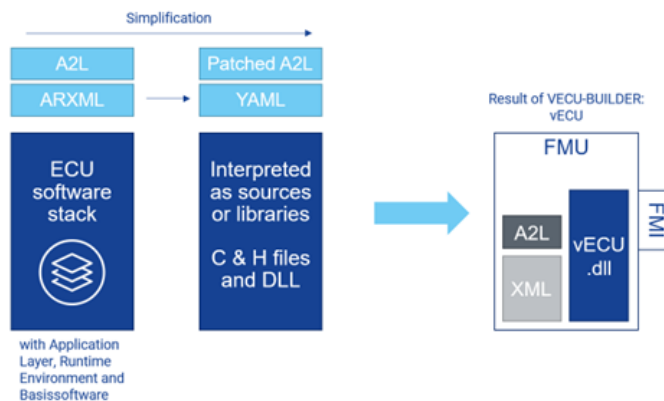 Simplification
A2L
Patched A2L
ARXML
YAML
ECU
software
stack
Interpreted
as sources
or libraries
C & H files
and DLL
with Application
Layer, Runtime
Environment and
Basissoftware
Result of VECU-BUILDER:
vECU
FMU
A2L
XML
vECU
.dll
FMI